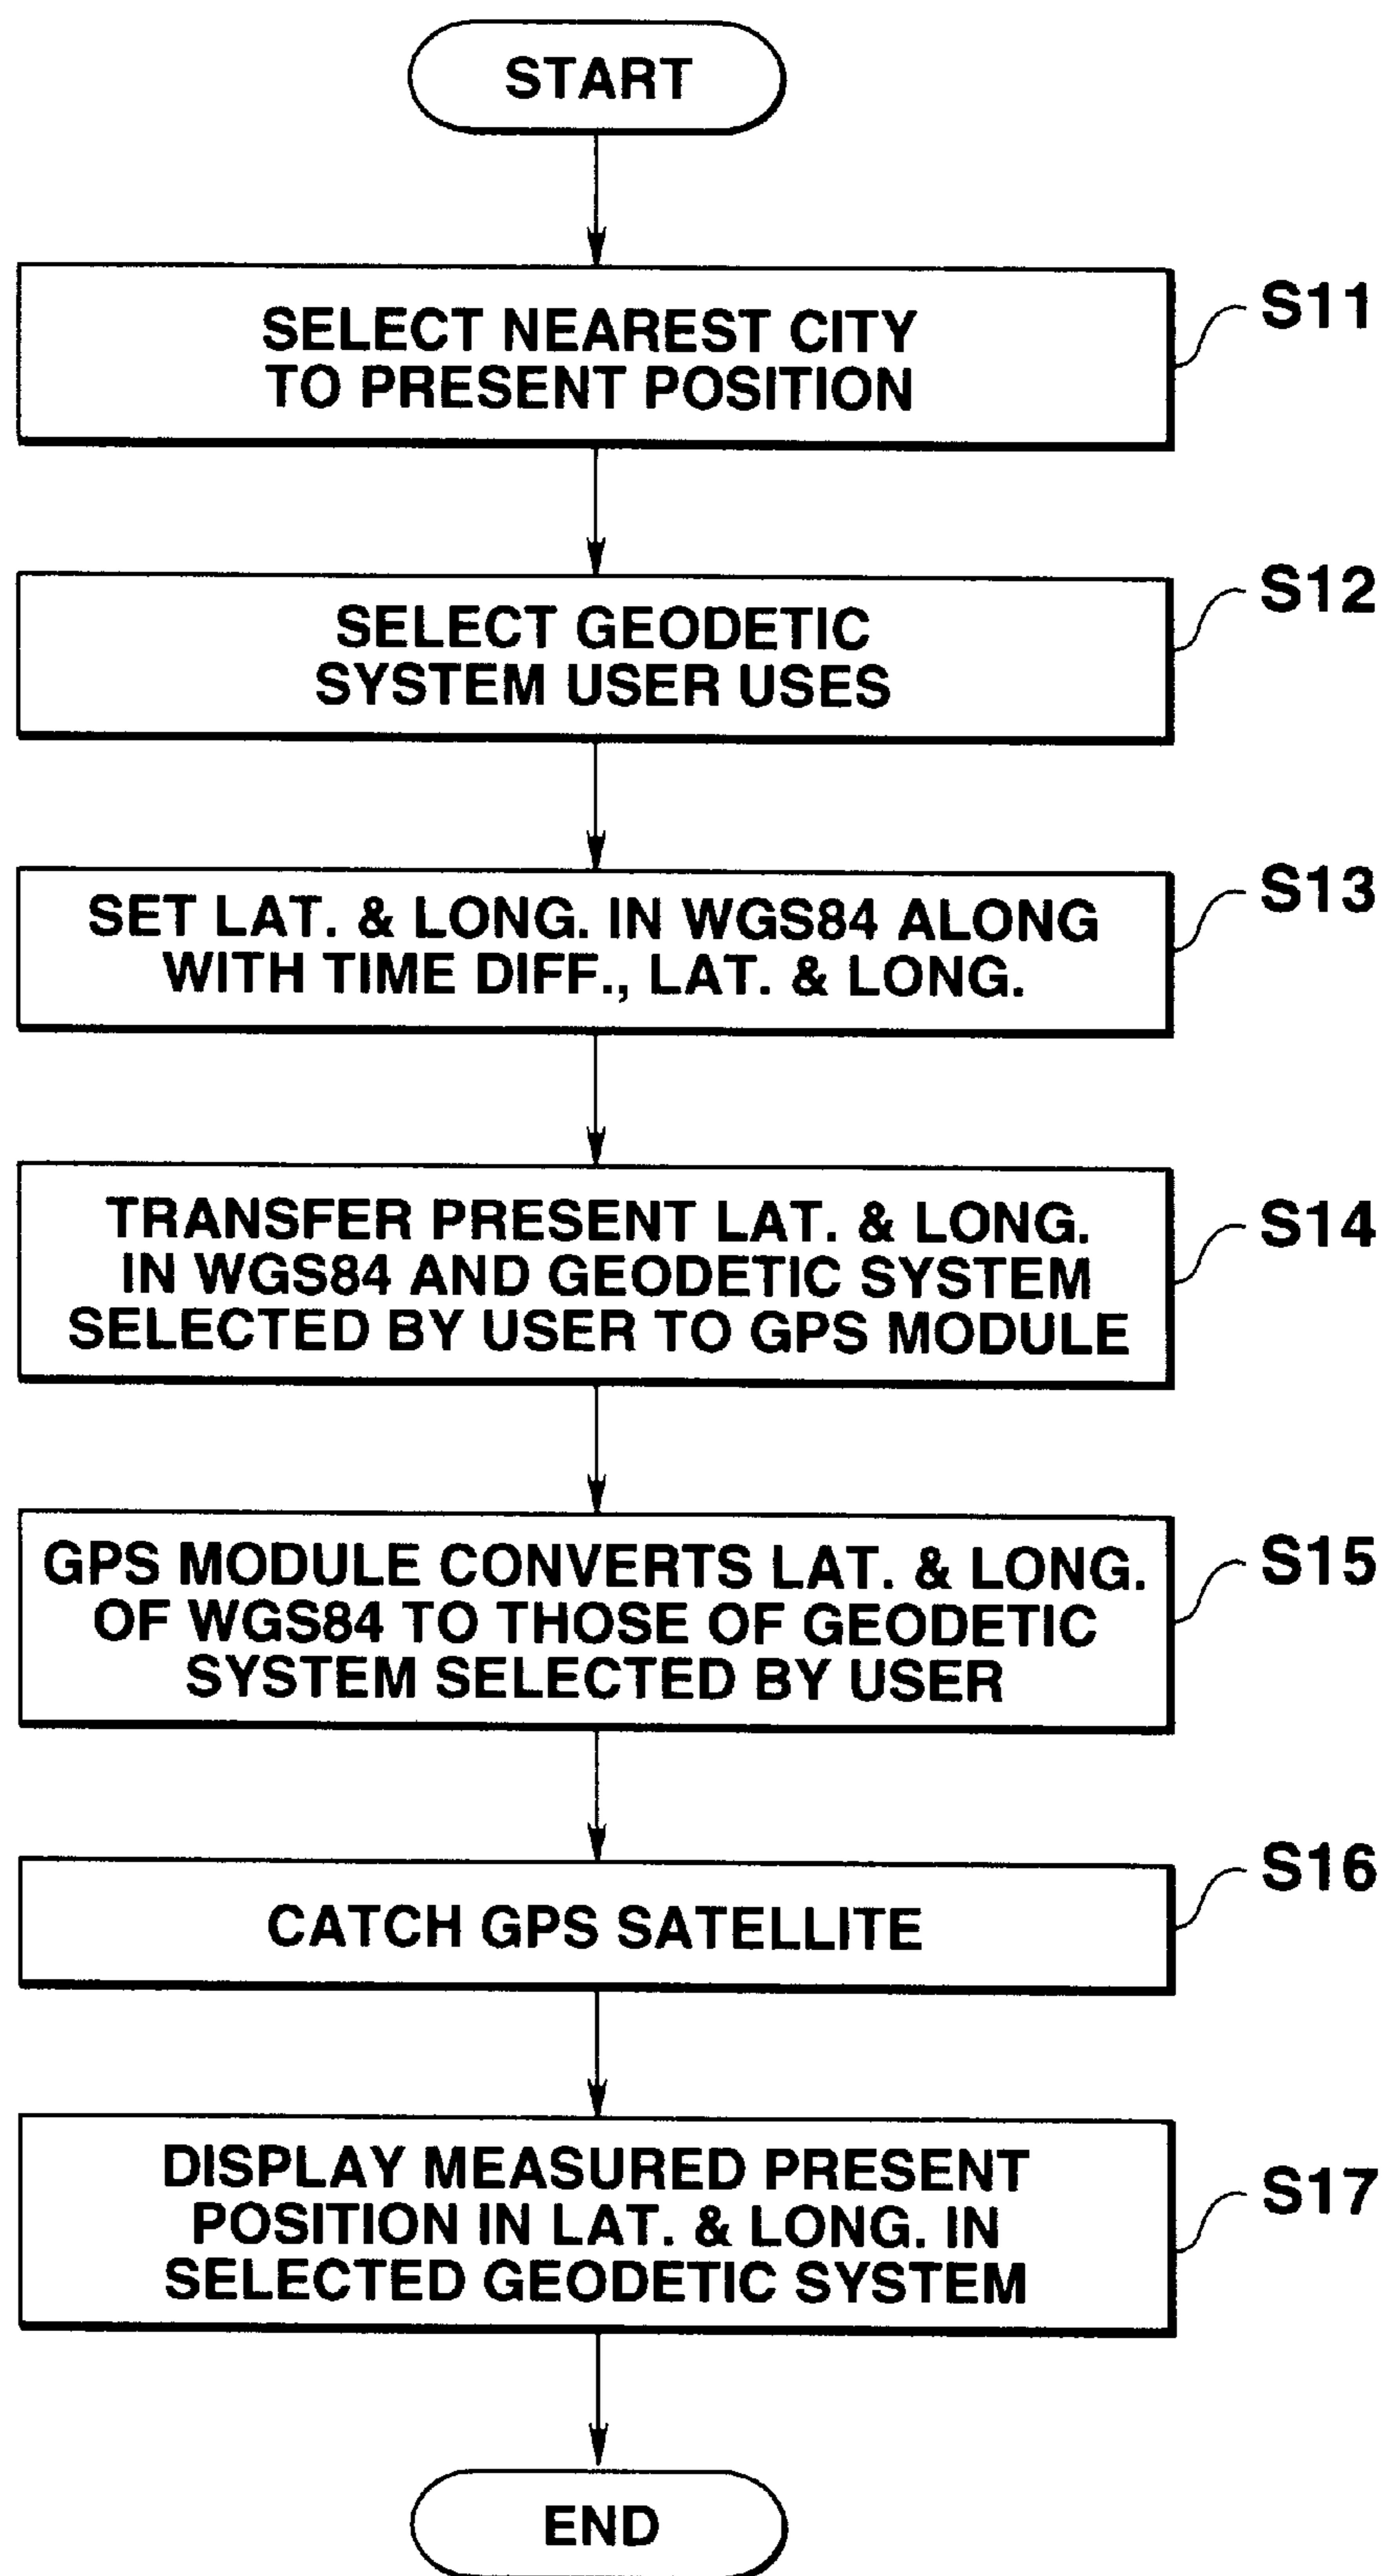 START
SELECT NEAREST CITY
TO PRESENT POSITION
S11
SELECT GEODETIC
SYSTEM USER USES
S12
SET LAT. & LONG. IN WGS84 ALONG
WITH TIME DIFF., LAT. & LONG.
S13
TRANSFER PRESENT LAT. & LONG.
IN WGS84 AND GEODETIC SYSTEM
SELECTED BY USER TO GPS MODULE
S14
GPS MODULE CONVERTS LAT. & LONG.
OF WGS84 TO THOSE OF GEODETIC
SYSTEM SELECTED BY USER
S15
CATCH GPS SATELLITE
S16
DISPLAY MEASURED PRESENT
POSITION IN LAT. & LONG. IN
SELECTED GEODETIC SYSTEM
S17
END